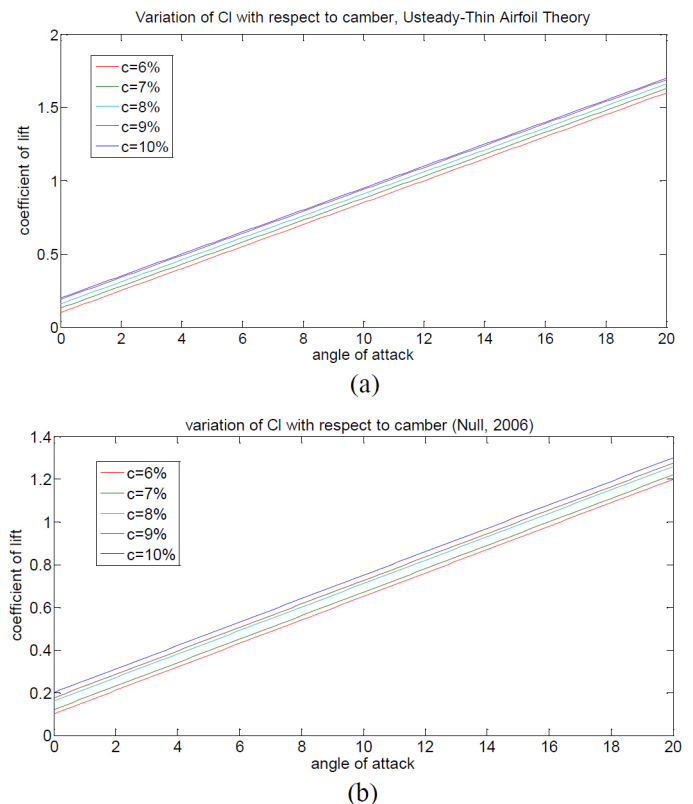 Variation of Cl with respect to camber, Usteady-Thin Airfoil Theory
2
1.5
1
0.5
0
coefficient of lift
c=6%
c=7%
c=8%
c=9%
c=10%
0 2 4 6 8 10 12 14 16 18 20
angle of attack
(a)
variation of Cl with respect to camber (Null, 2006)
1.4
1.2
1
0.8
0.6
0.4
0.2
0
coefficient of lift
c=6%
c=7%
c=8%
c=9%
c=10%
0 2 4 6 8 10 12 14 16 18 20
angle of attack
(b)